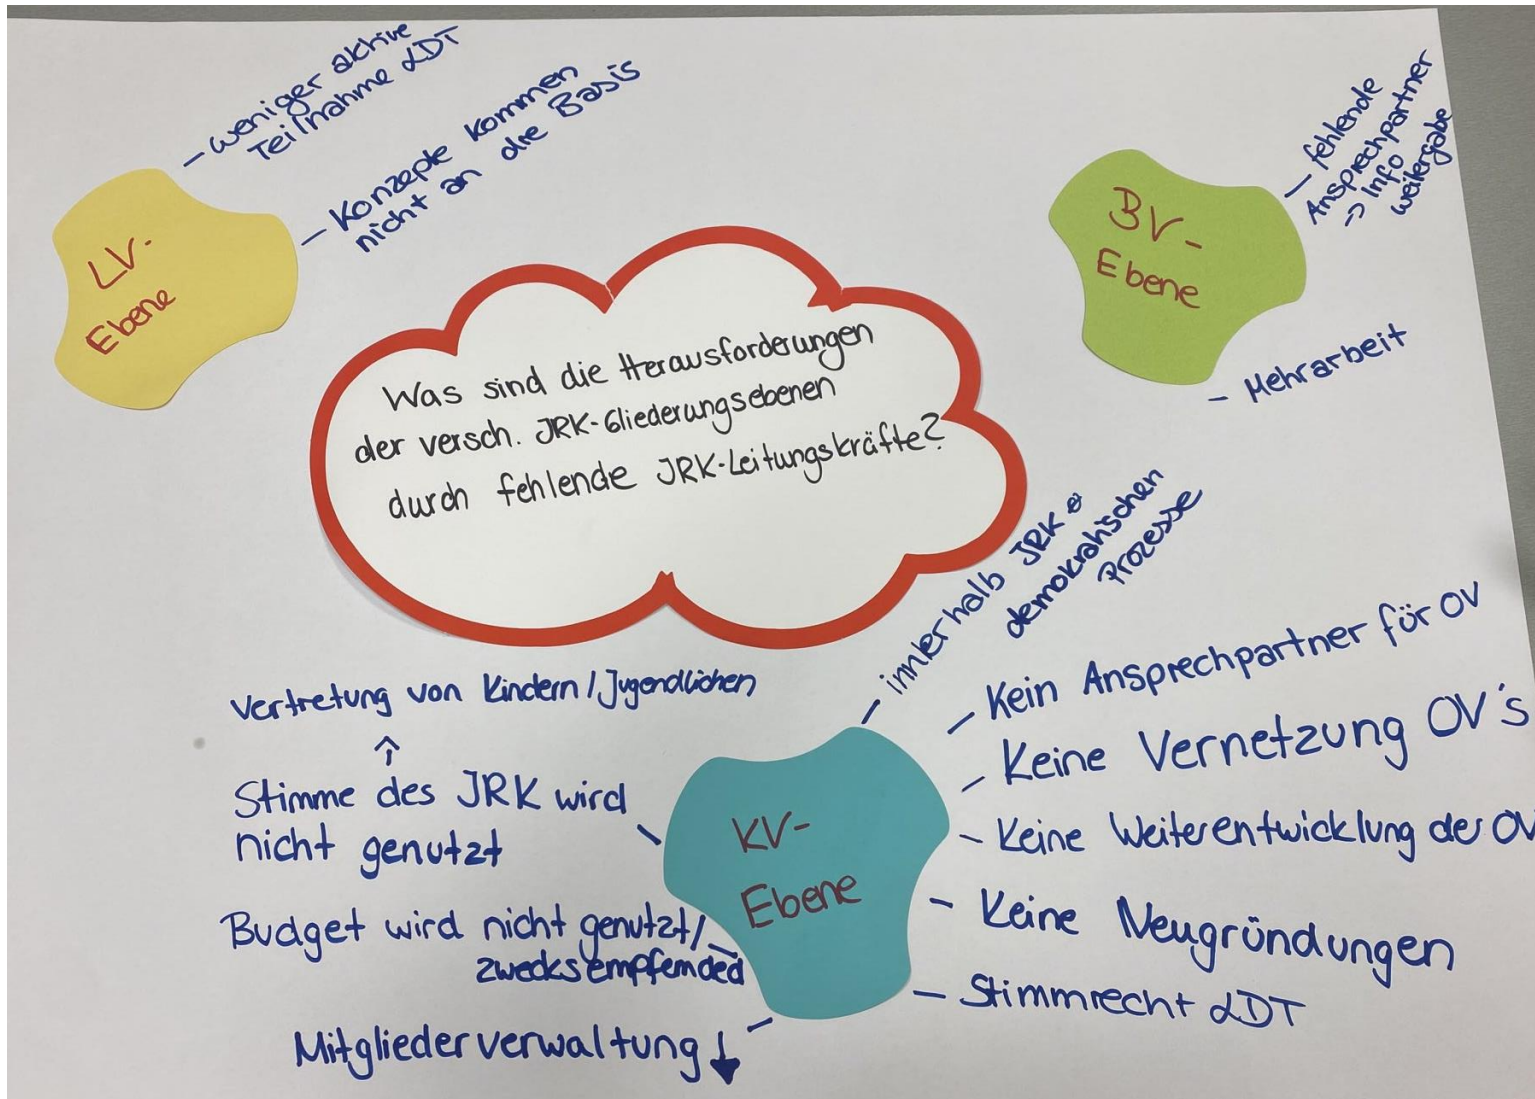 LV-
Ebene
- weniger aktive
Teilnahme LDT
- Konzepte kommen
nicht an die Basis
BV-
Ebene
- fehlende
Ansprechpartner
-> Info
weitergabe
- Mehrarbeit
Was sind die Herausforderungen
der versch. JRK-Gliederungsebenen
durch fehlende JRK-Leitungskräfte?
KV-
Ebene
- innerhalb JRK
demokratischen
Prozesse
- Kein Ansprechpartner für OV
- Keine Vernetzung OV's
- Keine Weiterentwicklung der OV
- Keine Neugründungen
- Stimmrecht LDT
Vertretung von Kindern / Jugendlichen
↑
Stimme des JRK wird
nicht genutzt
Budget wird nicht genutzt/
zwecksempfemded
Mitgliederverwaltung ↓